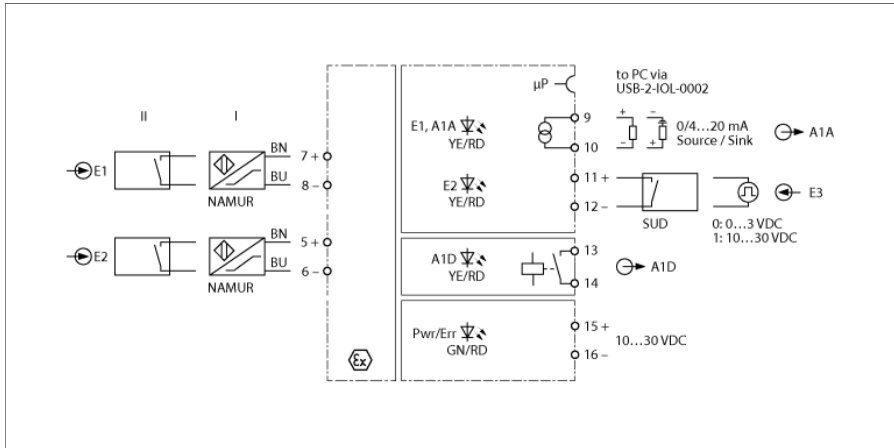 II
I
E1
BN
7 +
BU
8 –
NAMUR
E2
BN
5 +
BU
6 –
NAMUR
Ex
μP
to PC via
USB-2-IOL-0002
E1, A1A
YE/RD
9
10
+
–
–
+
0/4…20 mA
Source / Sink
A1A
E2
YE/RD
11 +
12 –
SUD
E3
0: 0…3 VDC
1: 10…30 VDC
A1D
YE/RD
13
14
A1D
Pwr/Err
GN/RD
15 +
16 –
10…30 VDC